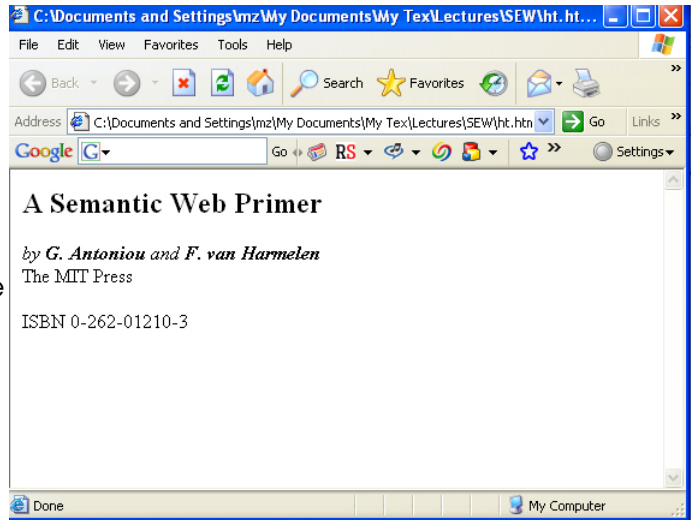 C:\Documents and Settings\mz\My Documents\My Tex\Lectures\SEW\ht.ht...
File Edit View Favorites Tools Help
Back Search Favorites »
Address C:\Documents and Settings\mz\My Documents\My Tex\Lectures\SEW\ht.htn Go Links »
Google G Go RS » Settings
A Semantic Web Primer
by G. Antoniou and F. van Harmelen
The MIT Press
e
ISBN 0-262-01210-3
Done My Computer